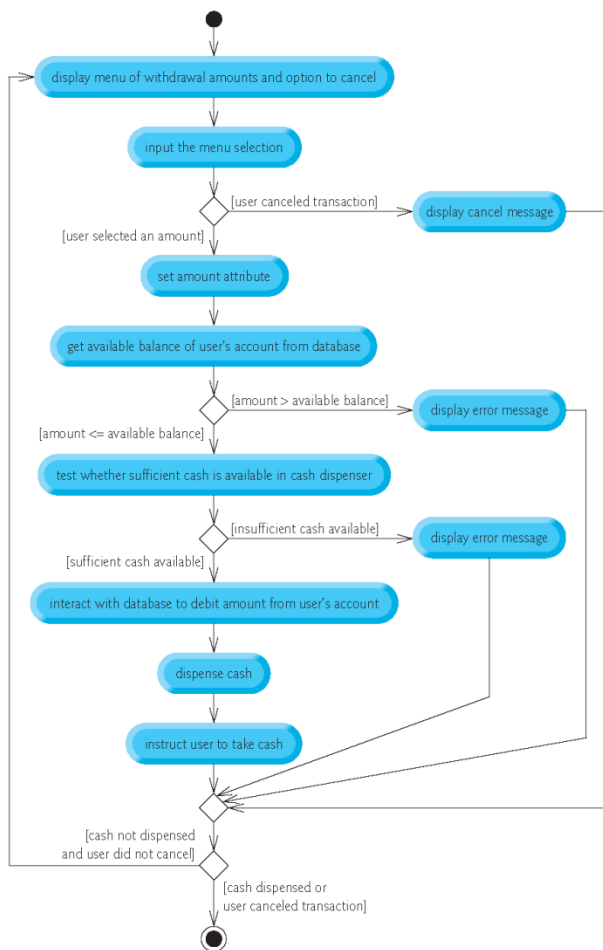 display menu of withdrawal amounts and option to cancel
input the menu selection
[user canceled transaction]
display cancel message
[user selected an amount]
set amount attribute
get available balance of user's account from database
[amount > available balance]
display error message
[amount <= available balance]
test whether sufficient cash is available in cash dispenser
[insufficient cash available]
display error message
[sufficient cash available]
interact with database to debit amount from user's account
dispense cash
instruct user to take cash
[cash not dispensed
and user did not cancel]
[cash dispensed or
user canceled transaction]